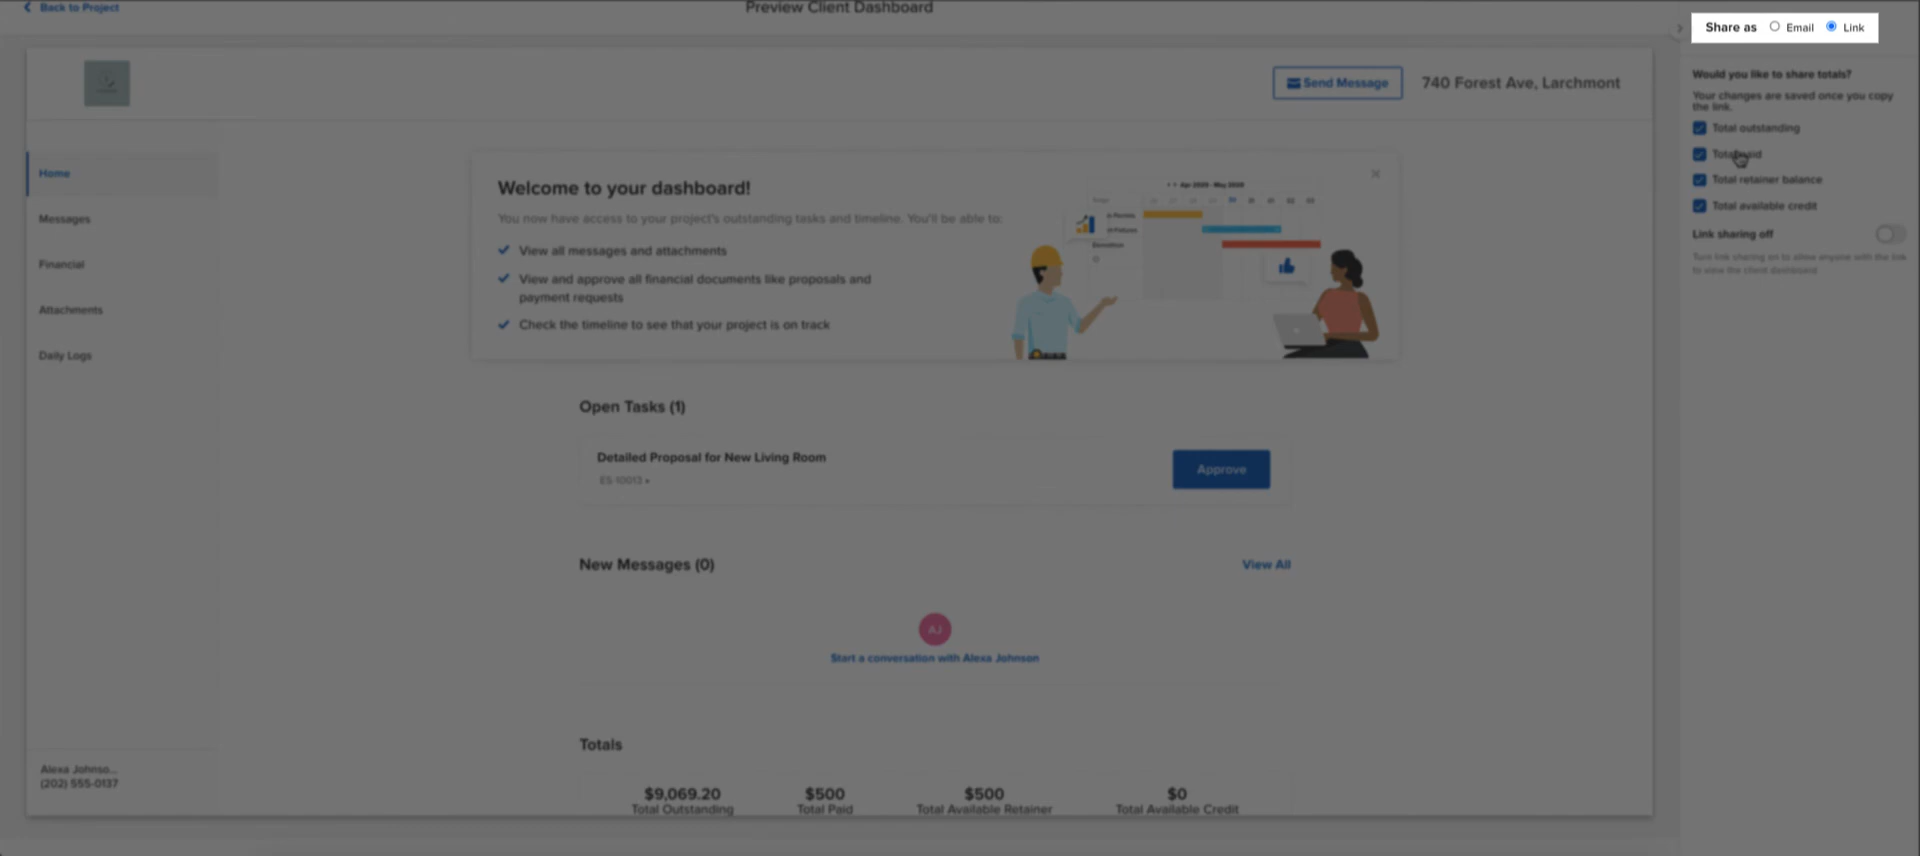 Back to Project
Preview Client Dashboard
Share as Email Link
Send Message
740 Forest Ave, Larchmont
Home
Messages
Financial
Attachments
Daily Logs
Alexa Johnso...
(202) 555-0137
Welcome to your dashboard!
You now have access to your project's outstanding tasks and timeline. You'll be able to:
View all messages and attachments
View and approve all financial documents like proposals and
payment requests
Check the timeline to see that your project is on track
Apr 2020 - May 2020
Demolition
Open Tasks (1)
Detailed Proposal for New Living Room
ES-10013 •
Approve
New Messages (0)
View All
AJ
Start a conversation with Alexa Johnson
Totals
$9,069.20 $500 $500 $0
Total Outstanding Total Paid Total Available Retainer Total Available Credit
Would you like to share totals?
Your changes are saved once you copy
the link.
Total outstanding
Total paid
Total retainer balance
Total available credit
Link sharing off
Turn link sharing on to allow anyone with the link
to view the client dashboard